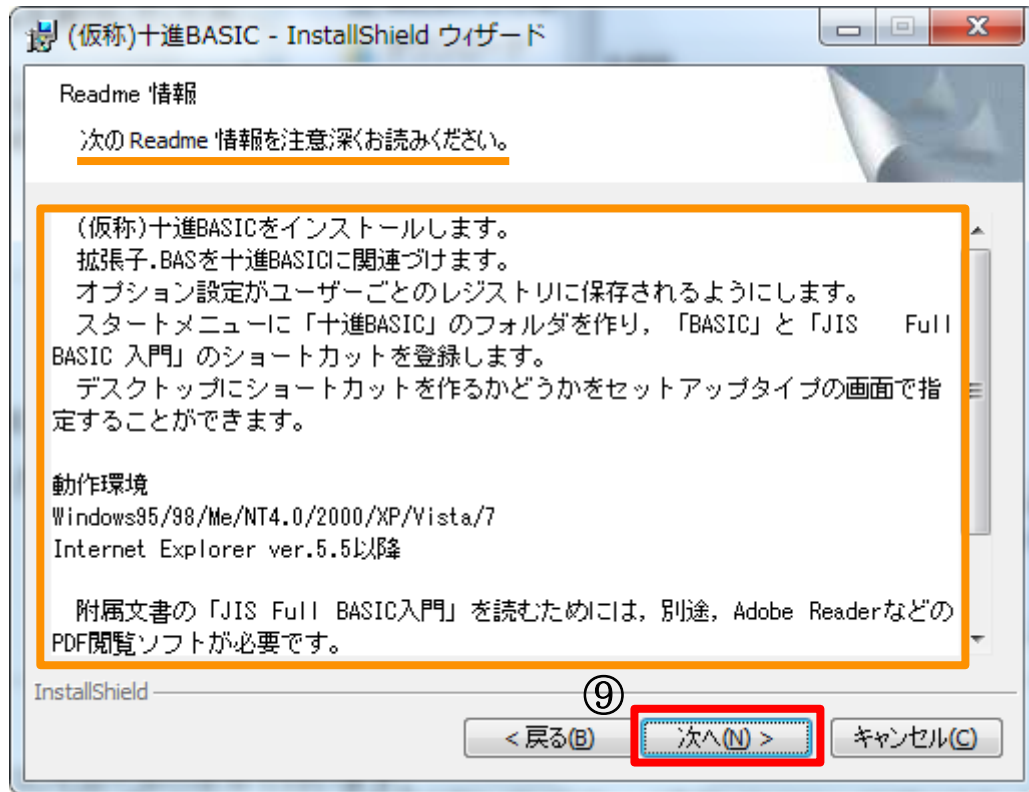 (仮称)十進BASIC - InstallShield ウィザード
Readme 情報
次の Readme 情報を注意深くお読みください。
(仮称)十進BASICをインストールします。
拡張子.BASを十進BASICに関連づけます。
オプション設定がユーザーごとのレジストリに保存されるようにします。
スタートメニューに「十進BASIC」のフォルダを作り，「BASIC」と「JIS Full
BASIC 入門」のショートカットを登録します。
デスクトップにショートカットを作るかどうかをセットアップタイプの画面で指
定することができます。
動作環境
Windows95/98/Me/NT4.0/2000/XP/Vista/7
Internet Explorer ver.5.5以降
附属文書の「JIS Full BASIC入門」を読むためには，別途，Adobe Readerなどの
PDF閲覧ソフトが必要です。
InstallShield
⑨
< 戻る(B)
次へ(N) >
キャンセル(C)